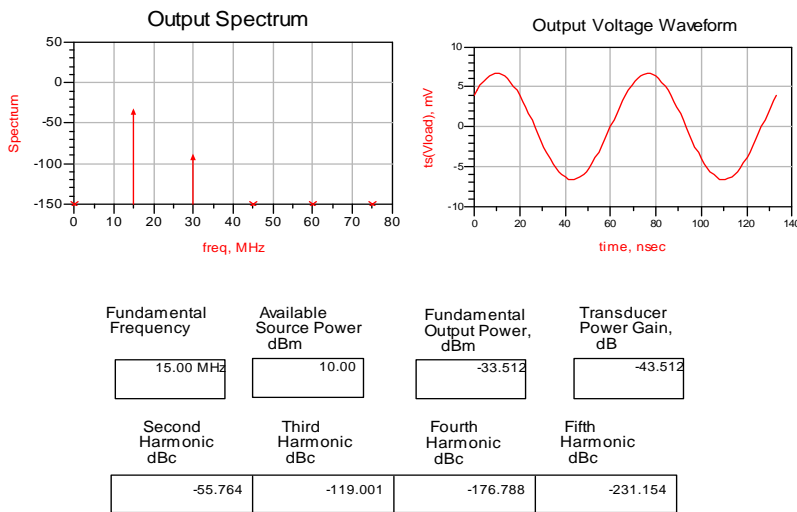 Output Spectrum
50
0
-50
-100
-150
Spectrum
0 10 20 30 40 50 60 70 80
freq, MHz
Output Voltage Waveform
10
5
0
-5
-10
ts(Vload), mV
0 20 40 60 80 100 120 140
time, nsec
Fundamental
Frequency
15.00 MHz
Available
Source Power
dBm
10.00
Fundamental
Output Power,
dBm
-33.512
Transducer
Power Gain,
dB
-43.512
Second
Harmonic
dBc
-55.764
Third
Harmonic
dBc
-119.001
Fourth
Harmonic
dBc
-176.788
Fifth
Harmonic
dBc
-231.154